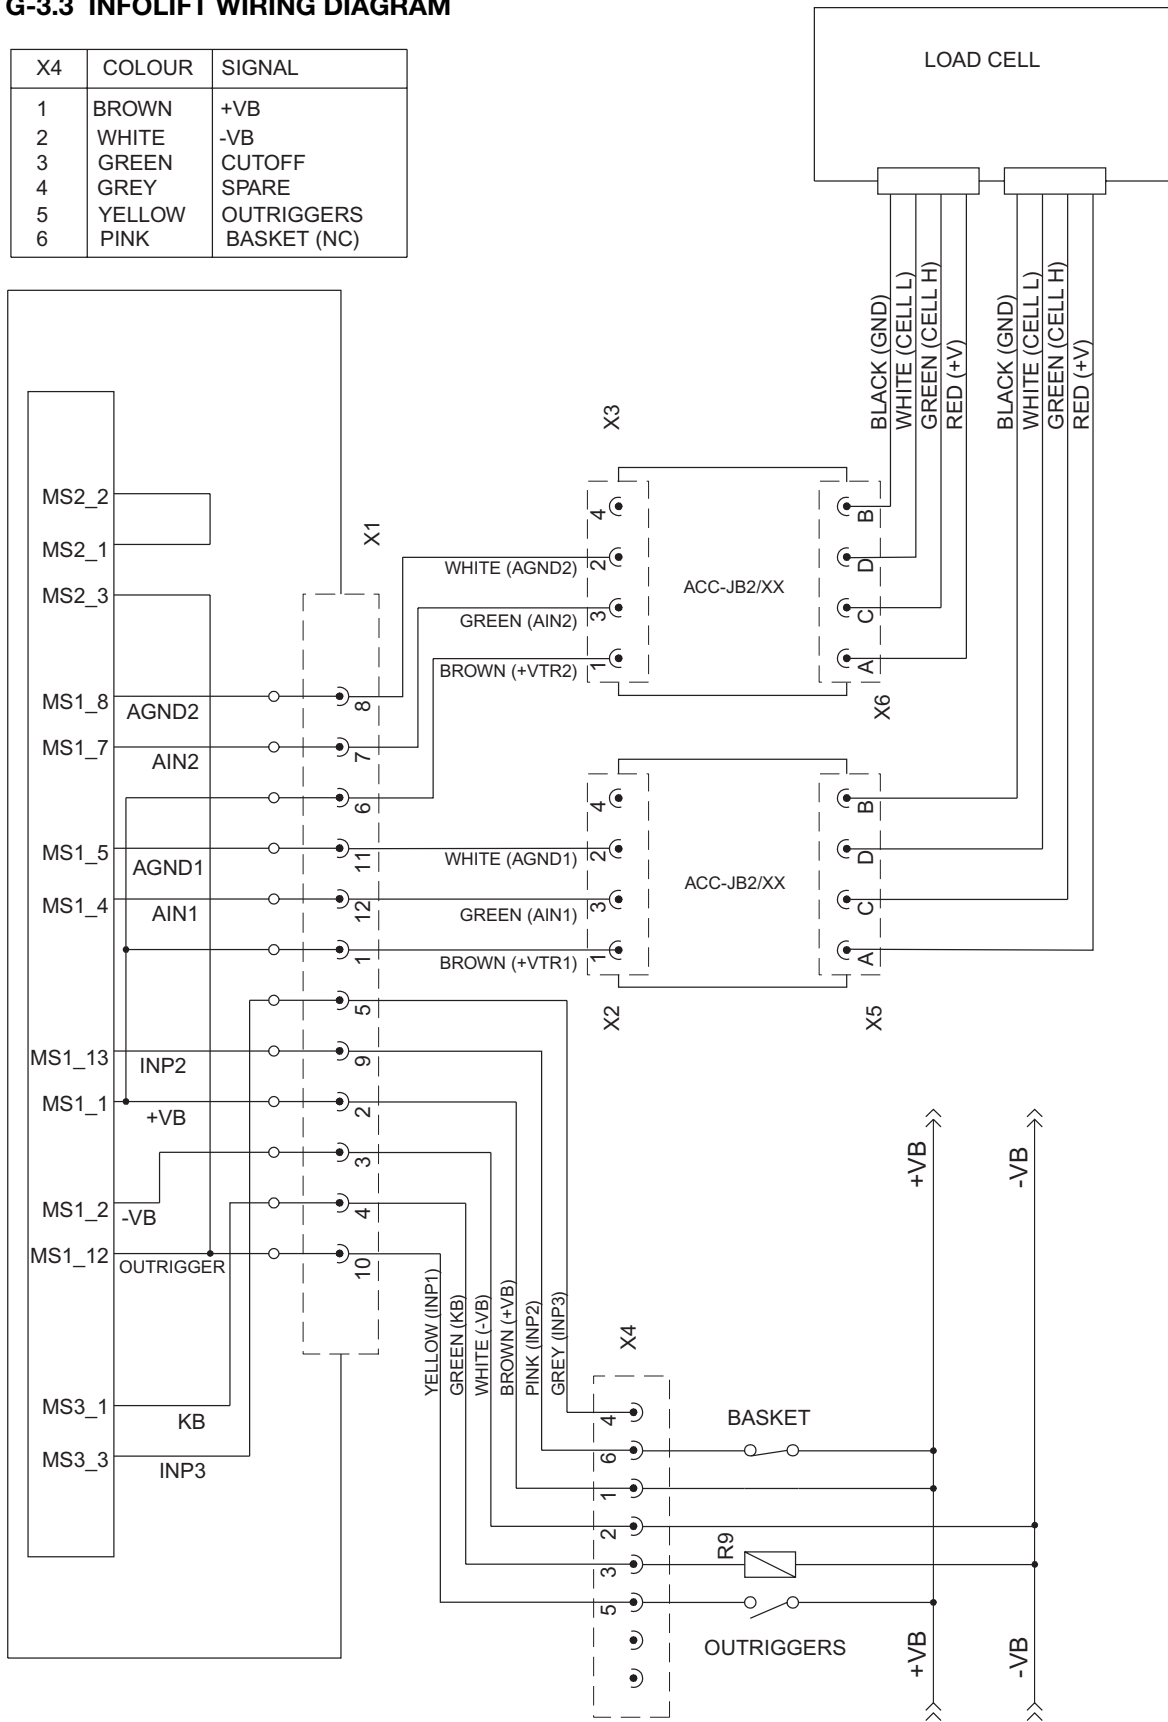 G-3.3 INFOLIFT WIRING DIAGRAM
X4 COLOUR SIGNAL
1 BROWN +VB
2 WHITE -VB
3 GREEN CUTOFF
4 GREY SPARE
5 YELLOW OUTRIGGERS
6 PINK BASKET (NC)
LOAD CELL
BLACK (GND)
WHITE (CELL L)
GREEN (CELL H)
RED (+V)
BLACK (GND)
WHITE (CELL L)
GREEN (CELL H)
RED (+V)
MS2_2
MS2_1
MS2_3
MS1_8
AGND2
MS1_7
AIN2
MS1_5
AGND1
MS1_4
AIN1
MS1_13
INP2
MS1_1
+VB
MS1_2
-VB
MS1_12
OUTRIGGER
MS3_1
KB
MS3_3
INP3
X1
8
7
6
11
12
1
5
9
2
3
4
10
X3
WHITE (AGND2)
GREEN (AIN2)
BROWN (+VTR2)
4
2
3
1
ACC-JB2/XX
B
D
C
A
X6
WHITE (AGND1)
GREEN (AIN1)
BROWN (+VTR1)
4
2
3
1
ACC-JB2/XX
B
D
C
A
X2
X5
YELLOW (INP1)
GREEN (KB)
WHITE (-VB)
BROWN (+VB)
PINK (INP2)
GREY (INP3)
X4
4
6
1
2
3
5
BASKET
R9
OUTRIGGERS
+VB
-VB
+VB
-VB